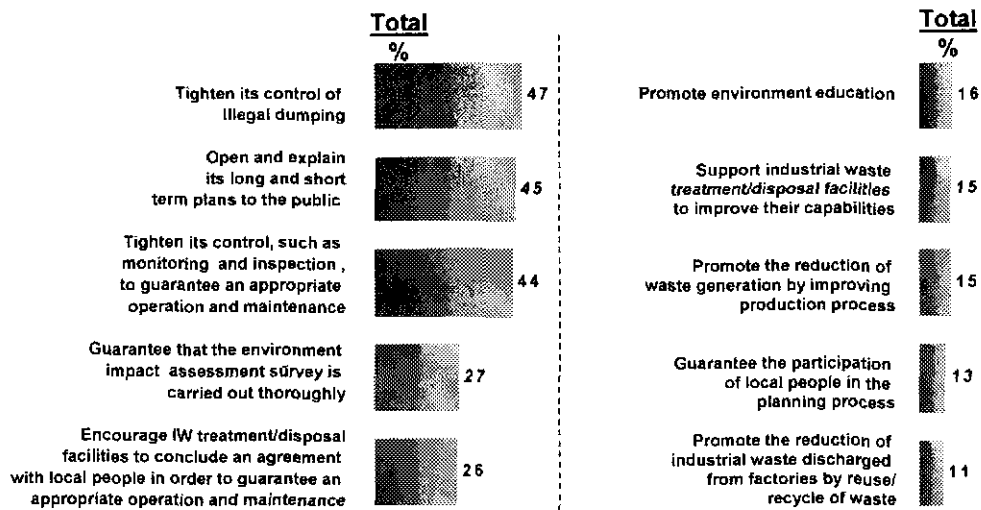 Total
%
Tighten its control of
illegal dumping
47
Open and explain
its long and short
term plans to the public
45
Tighten its control, such as
monitoring and inspection ,
to guarantee an appropriate
operation and maintenance
44
Guarantee that the environment
impact assessment survey is
carried out thoroughly
27
Encourage IW treatment/disposal
facilities to conclude an agreement
with local people in order to guarantee an
appropriate operation and maintenance
26
Total
%
Promote environment education
16
Support industrial waste
treatment/disposal facilities
to improve their capabilities
15
Promote the reduction of
waste generation by improving
production process
15
Guarantee the participation
of local people in the
planning process
13
Promote the reduction of
industrial waste discharged
from factories by reuse/
recycle of waste
11